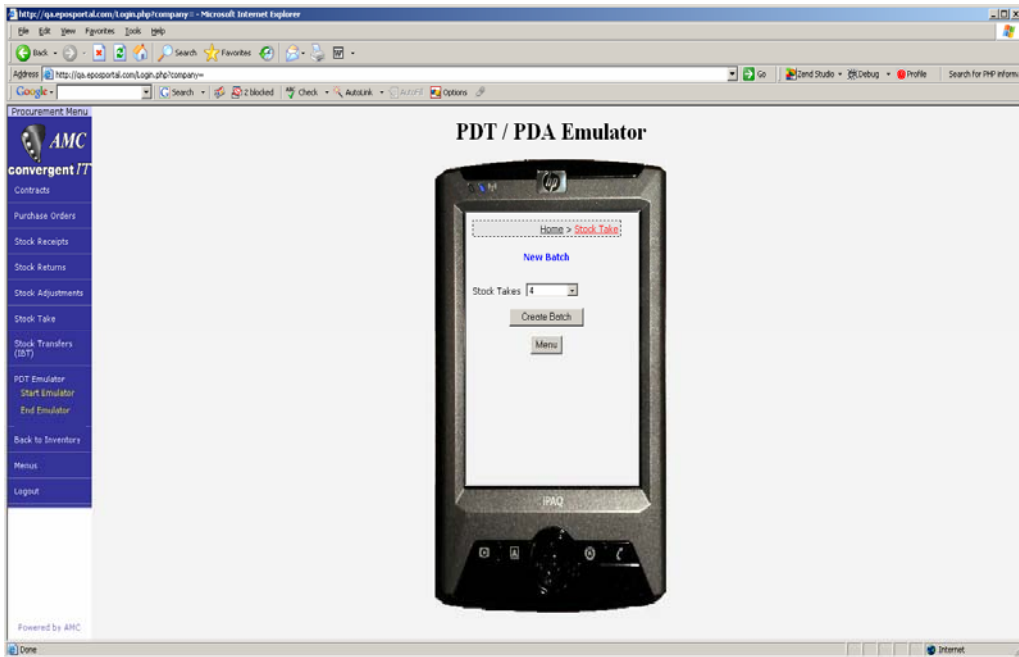 http://qa.eposportal.com/Login.php?company= - Microsoft Internet Explorer
File Edit View Favorites Tools Help
Back Search Favorites
Address http://qa.eposportal.com/Login.php?company= Go Zend Studio Debug Profile Search for PHP inform
Google Search 2 blocked Check AutoLink AutoFill Options
Procurement Menu
AMC
convergent IT
Contracts
Purchase Orders
Stock Receipts
Stock Returns
Stock Adjustments
Stock Take
Stock Transfers
(IBT)
PDT Emulator
Start Emulator
End Emulator
Back to Inventory
Menus
Logout
Powered by AMC
PDT / PDA Emulator
hp
Home > Stock Take
New Batch
Stock Takes 4
Create Batch
Menu
iPAQ
Done Internet